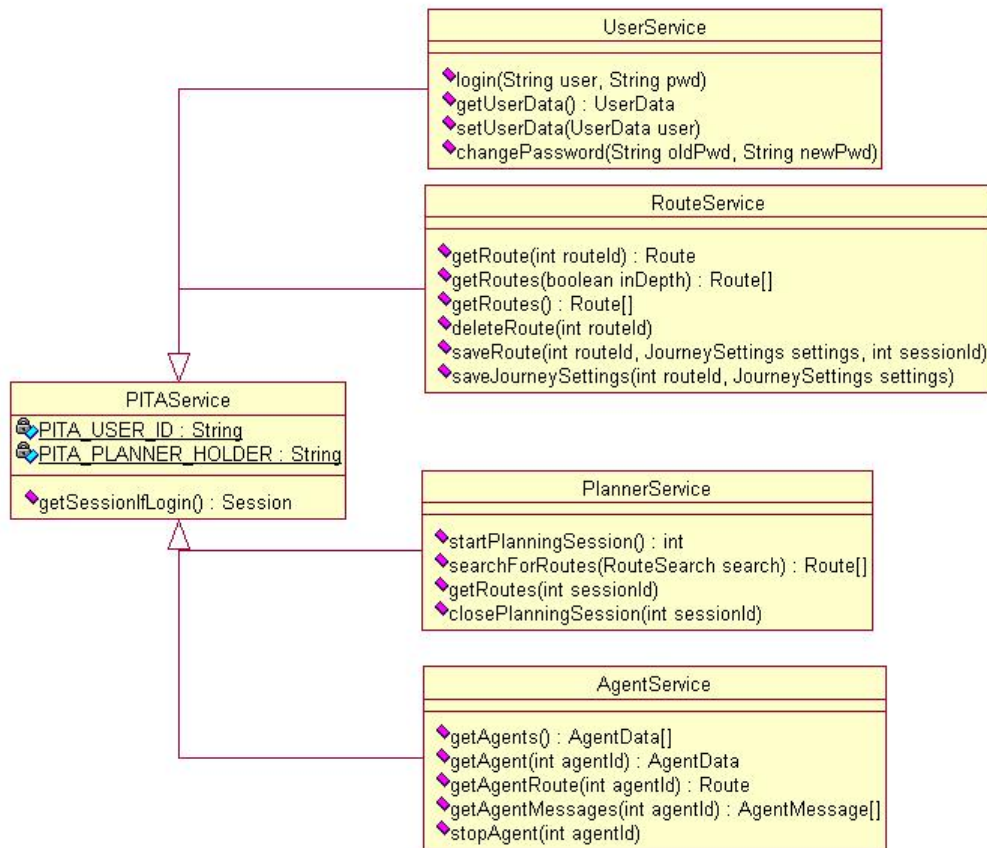 UserService
login(String user, String pwd)
getUserData() : UserData
setUserData(UserData user)
changePassword(String oldPwd, String newPwd)
RouteService
getRoute(int routeId) : Route
getRoutes(boolean inDepth) : Route[]
getRoutes() : Route[]
deleteRoute(int routeId)
saveRoute(int routeId, JourneySettings settings, int sessionId)
saveJourneySettings(int routeId, JourneySettings settings)
PITAService
PITA_USER_ID : String
PITA_PLANNER_HOLDER : String
getSessionIfLogin() : Session
PlannerService
startPlanningSession() : int
searchForRoutes(RouteSearch search) : Route[]
getRoutes(int sessionId)
closePlanningSession(int sessionId)
AgentService
getAgents() : AgentData[]
getAgent(int agentId) : AgentData
getAgentRoute(int agentId) : Route
getAgentMessages(int agentId) : AgentMessage[]
stopAgent(int agentId)